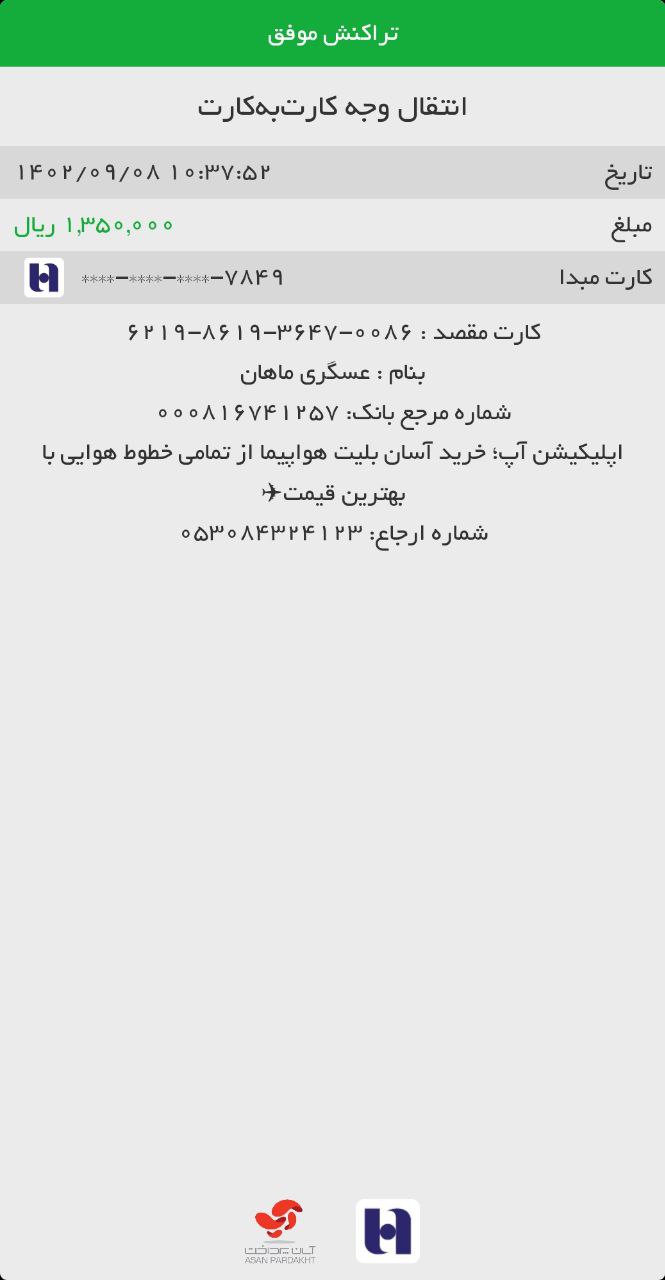 تراکنش موفق
انتقال وجه کارت‌به‌کارت
تاریخ ۱۴۰۲/۰۹/۰۸ ۱۰:۳۷:۵۲
مبلغ ۱,۳۵۰,۰۰۰ ریال
کارت مبدا ****-****-****-۷۸۴۹
کارت مقصد : ۶۲۱۹-۸۶۱۹-۳۶۴۷-۰۰۸۶
بنام : عسگری ماهان
شماره مرجع بانک: ۰۰۰۸۱۶۷۴۱۲۵۷
اپلیکیشن آپ؛ خرید آسان بلیت هواپیما از تمامی خطوط هوایی با
بهترین قیمت✈
شماره ارجاع: ۰۵۳۰۸۴۳۲۴۱۲۳
آسان پرداخت
ASAN PARDAKHT